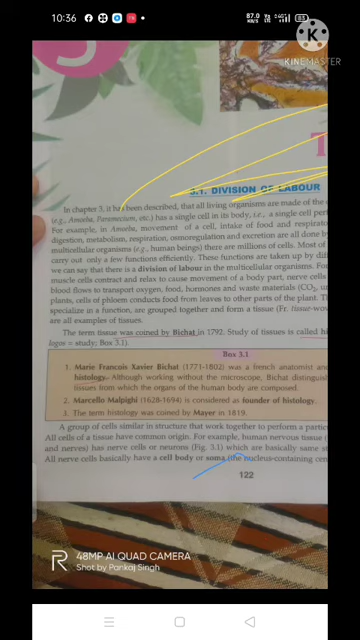 10:36
87.0
KB/S
KINEMASTER
3.1. DIVISION OF LABOUR
In chapter 3, it has been described, that all living organisms are made of the
(e.g., Amoeba, Paramecium, etc.) has a single cell in its body, i.e., a single cell
For example, in Amoeba, movement of a cell, intake of food and
digestion, metabolism, respiration, osmoregulation and excretion are all done by
multicellular organisms (e.g., human beings) there are millions of cells. Most of
carry out only a few functions efficiently. These functions are taken up by
we can say that there is a division of labour in the multicellular organisms. For
muscle cells contract and relax to cause movement of a body part, nerve cells
blood flows to transport oxygen, food, hormones and waste materials (CO2,
plants, cells of phloem conduct food from leaves to other parts of the plant.
specialize in a function, are grouped together and form a tissue (Fr. tissue
are all examples of tissues.
The term tissue was coined by Bichat in 1792. Study of tissues is called
logos = study; Box 3.1).
Box 3.1
1. Marie Francois Xavier Bichat (1771-1802) was a french anatomist and
histology. Although working without the microscope, Bichat
tissues from which the organs of the human body are composed.
2. Marcello Malpighi (1628-1694) is considered as founder of histology.
3. The term histology was coined by Mayer in 1819.
A group of cells similar in structure that work together to perform a
All cells of a tissue have common origin. For example, human nervous tissue
and nerves) has nerve cells or neurons (Fig. 3.1) which are basically same
All nerve cells basically have a cell body or soma (the nucleus-containing
122
48MP AI QUAD CAMERA
Shot by Pankaj Singh